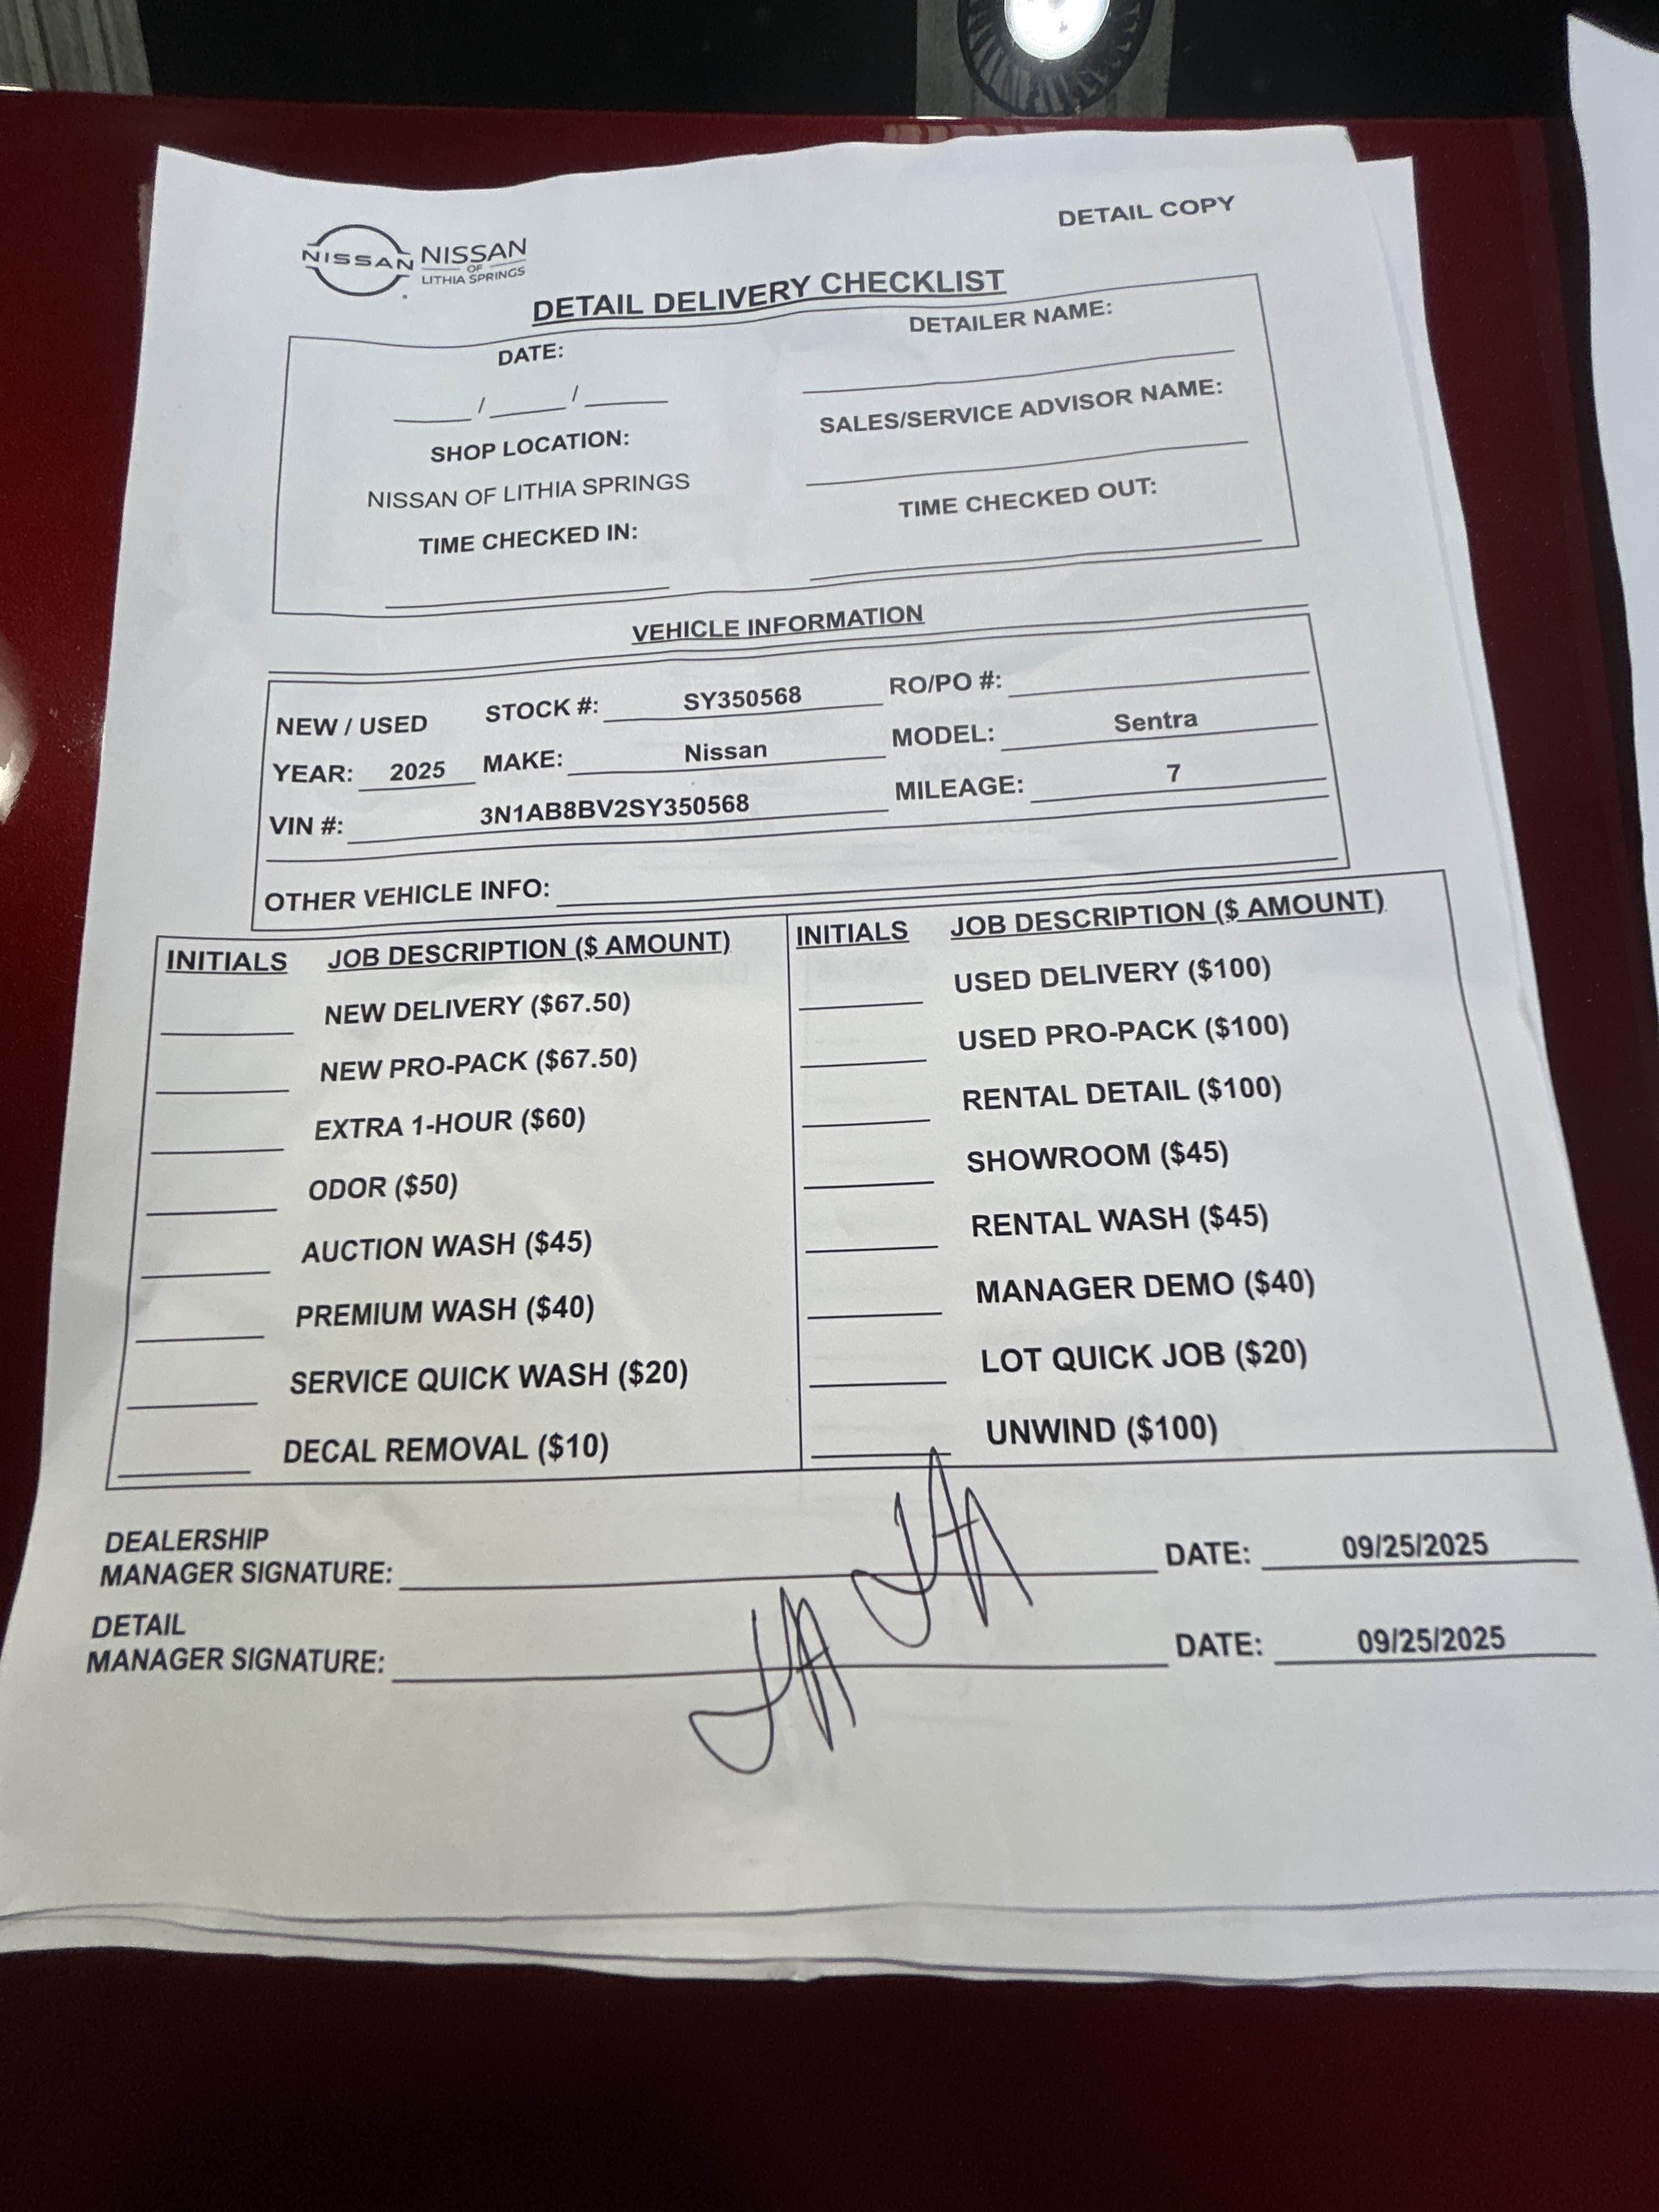 DETAIL COPY
NISSAN
NISSAN
OF
LITHIA SPRINGS
DETAIL DELIVERY CHECKLIST
DATE:
____/____/____
SHOP LOCATION:
NISSAN OF LITHIA SPRINGS
TIME CHECKED IN:
DETAILER NAME:
SALES/SERVICE ADVISOR NAME:
TIME CHECKED OUT:
VEHICLE INFORMATION
NEW / USED STOCK #: SY350568 RO/PO #:
YEAR: 2025 MAKE: Nissan MODEL: Sentra
VIN #: 3N1AB8BV2SY350568 MILEAGE: 7
OTHER VEHICLE INFO:
INITIALS JOB DESCRIPTION ($ AMOUNT)
NEW DELIVERY ($67.50)
NEW PRO-PACK ($67.50)
EXTRA 1-HOUR ($60)
ODOR ($50)
AUCTION WASH ($45)
PREMIUM WASH ($40)
SERVICE QUICK WASH ($20)
DECAL REMOVAL ($10)
INITIALS JOB DESCRIPTION ($ AMOUNT)
USED DELIVERY ($100)
USED PRO-PACK ($100)
RENTAL DETAIL ($100)
SHOWROOM ($45)
RENTAL WASH ($45)
MANAGER DEMO ($40)
LOT QUICK JOB ($20)
UNWIND ($100)
DEALERSHIP
MANAGER SIGNATURE: DATE: 09/25/2025
DETAIL
MANAGER SIGNATURE: DATE: 09/25/2025